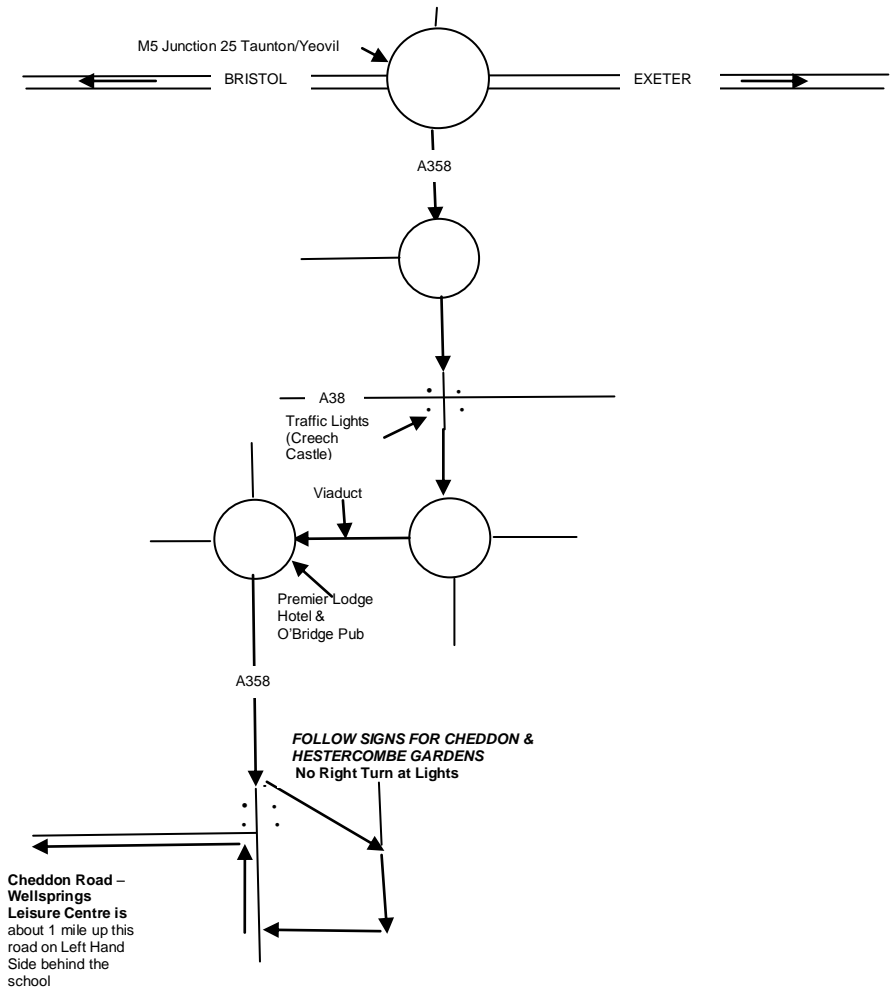 M5 Junction 25 Taunton/Yeovil
BRISTOL
EXETER
A358
A38
Traffic Lights
(Creech
Castle)
Viaduct
Premier Lodge
Hotel &
O'Bridge Pub
A358
FOLLOW SIGNS FOR CHEDDON &
HESTERCOMBE GARDENS
No Right Turn at Lights
Cheddon Road –
Wellsprings
Leisure Centre is
about 1 mile up this
road on Left Hand
Side behind the
school